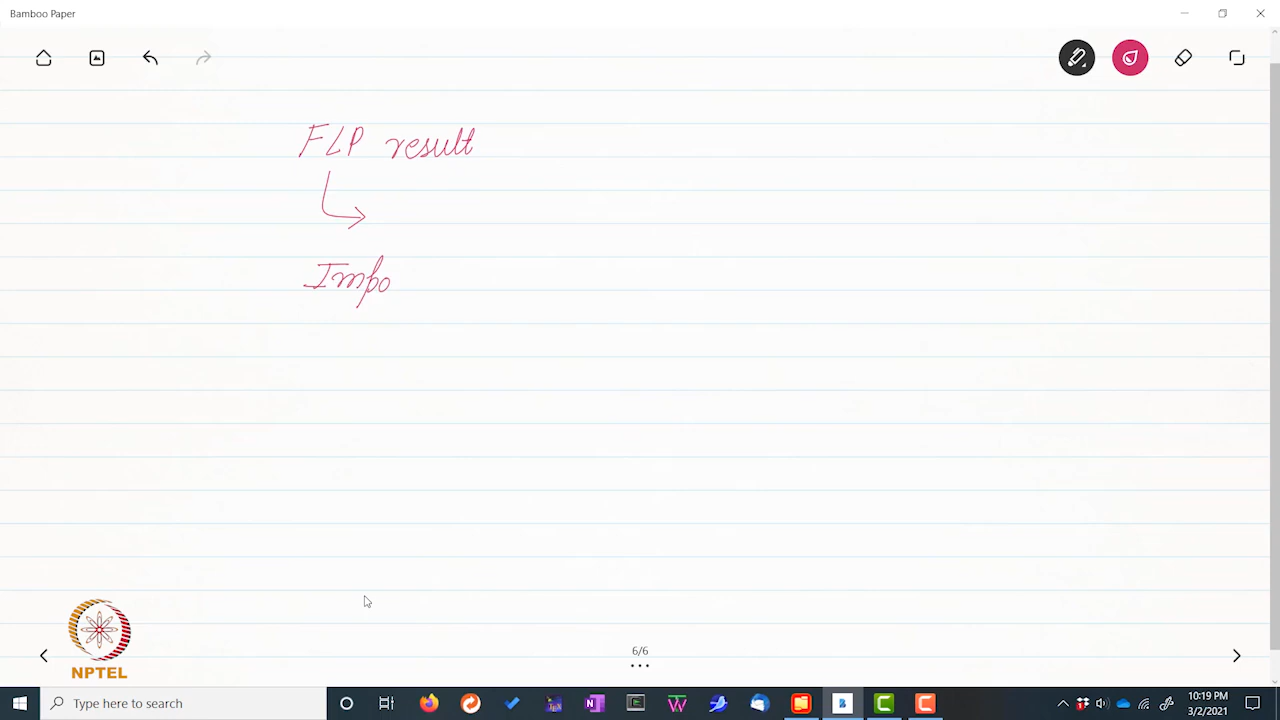 Bamboo Paper
FLP result
Impo
6/6
NPTEL
Type here to search
10:19 PM
3/2/2021